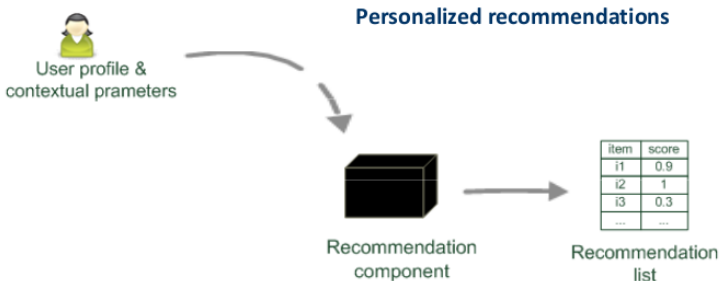 Personalized recommendations
User profile &
contextual prameters
item score
i1 0.9
i2 1
i3 0.3
... ...
Recommendation
component
Recommendation
list